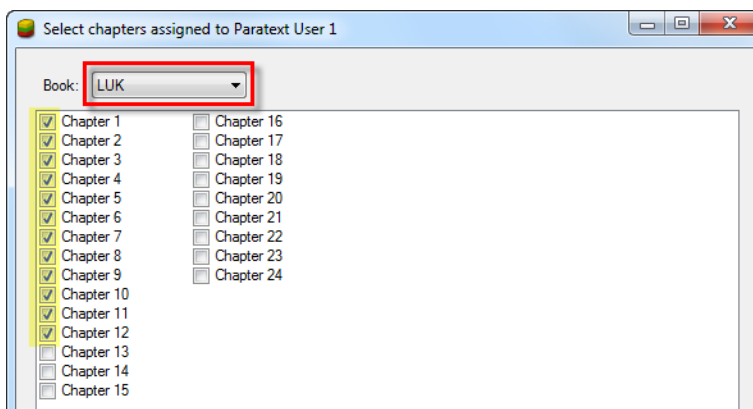 Select chapters assigned to Paratext User 1
Book: LUK
Chapter 1
Chapter 2
Chapter 3
Chapter 4
Chapter 5
Chapter 6
Chapter 7
Chapter 8
Chapter 9
Chapter 10
Chapter 11
Chapter 12
Chapter 13
Chapter 14
Chapter 15
Chapter 16
Chapter 17
Chapter 18
Chapter 19
Chapter 20
Chapter 21
Chapter 22
Chapter 23
Chapter 24